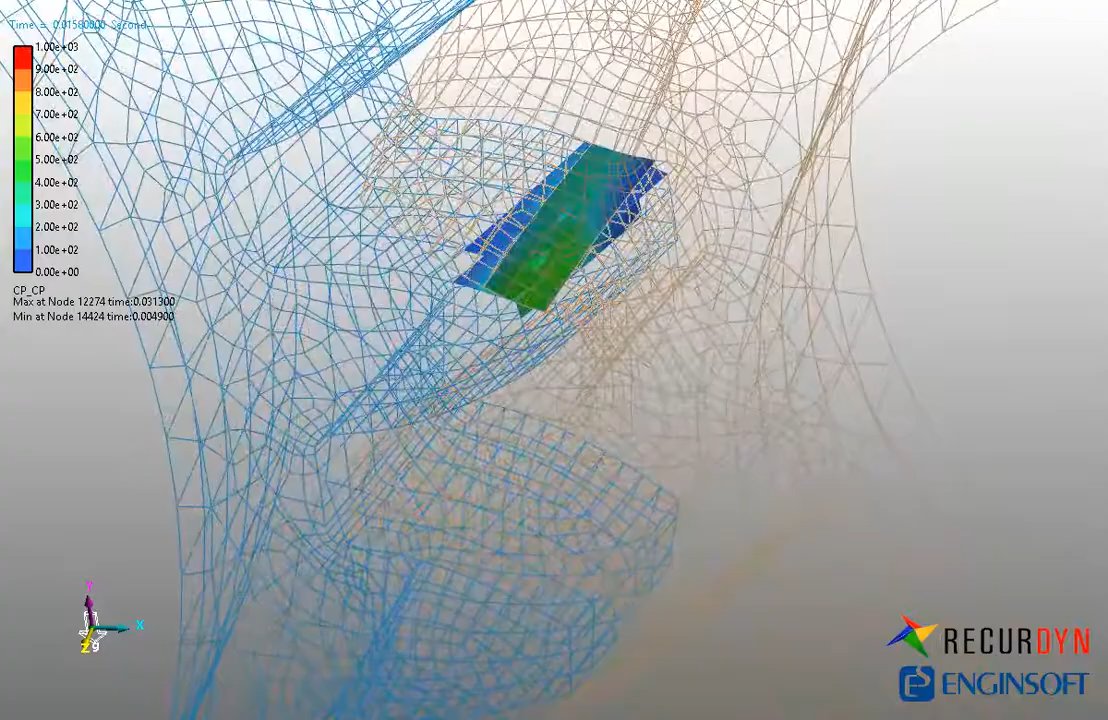 Time = 0.01560000 Second
1.00e+03
9.00e+02
8.00e+02
7.00e+02
6.00e+02
5.00e+02
4.00e+02
3.00e+02
2.00e+02
1.00e+02
0.00e+00
CP_CP
Max at Node 12274 time:0.031300
Min at Node 14424 time:0.004900
Y
X
Z g
RECURDYN
ENGINSOFT